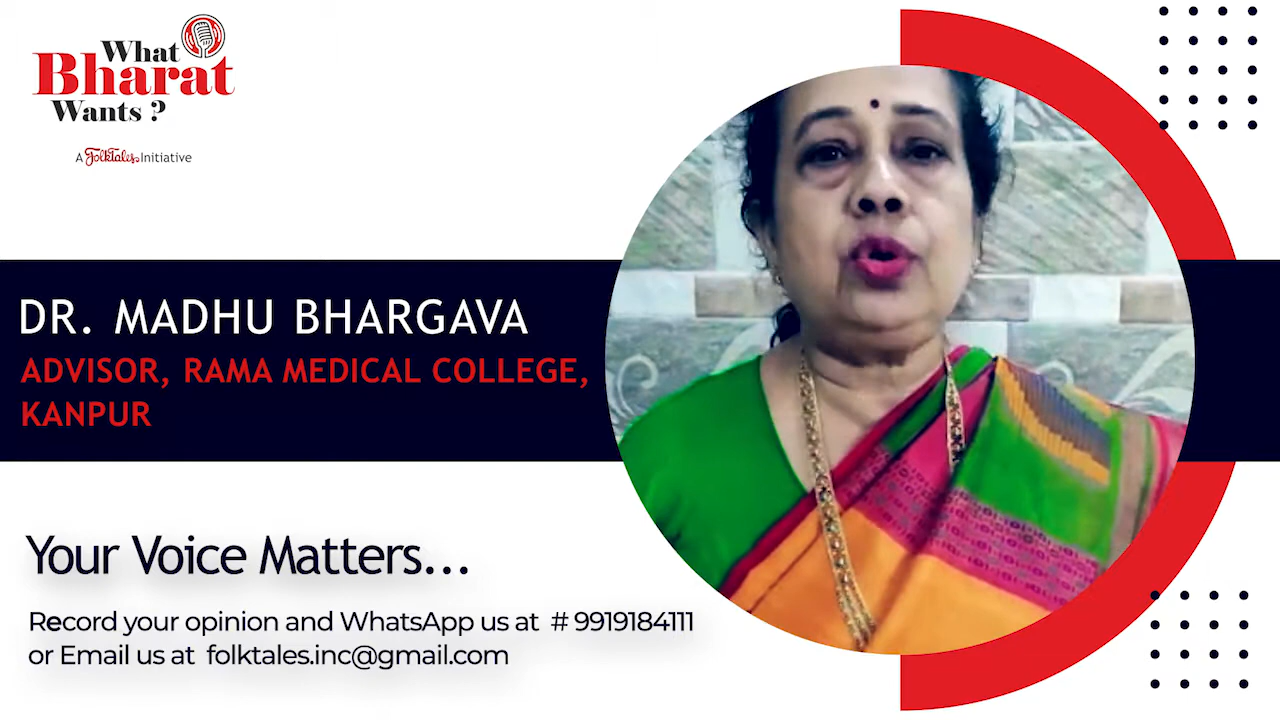 What
Bharat
Wants ?
A FolkTales Initiative
DR. MADHU BHARGAVA
ADVISOR, RAMA MEDICAL COLLEGE,
KANPUR
Your Voice Matters...
Record your opinion and WhatsApp us at # 9919184111
or Email us at folktales.inc@gmail.com